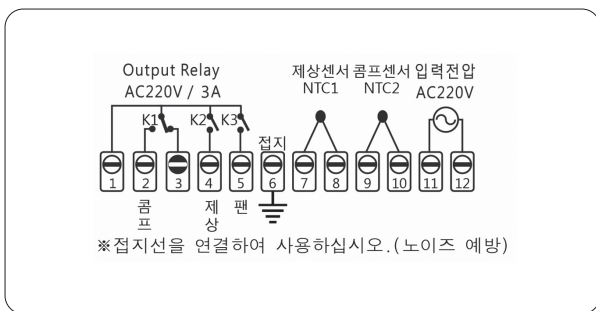 Output Relay
AC220V / 3A
제상센서 콤프센서 입력전압
NTC1 NTC2 AC220V
K1 K2 K3
접지
1 2 3 4 5 6 7 8 9 10 11 12
콤프 제상 팬
※접지선을 연결하여 사용하십시오.(노이즈 예방)